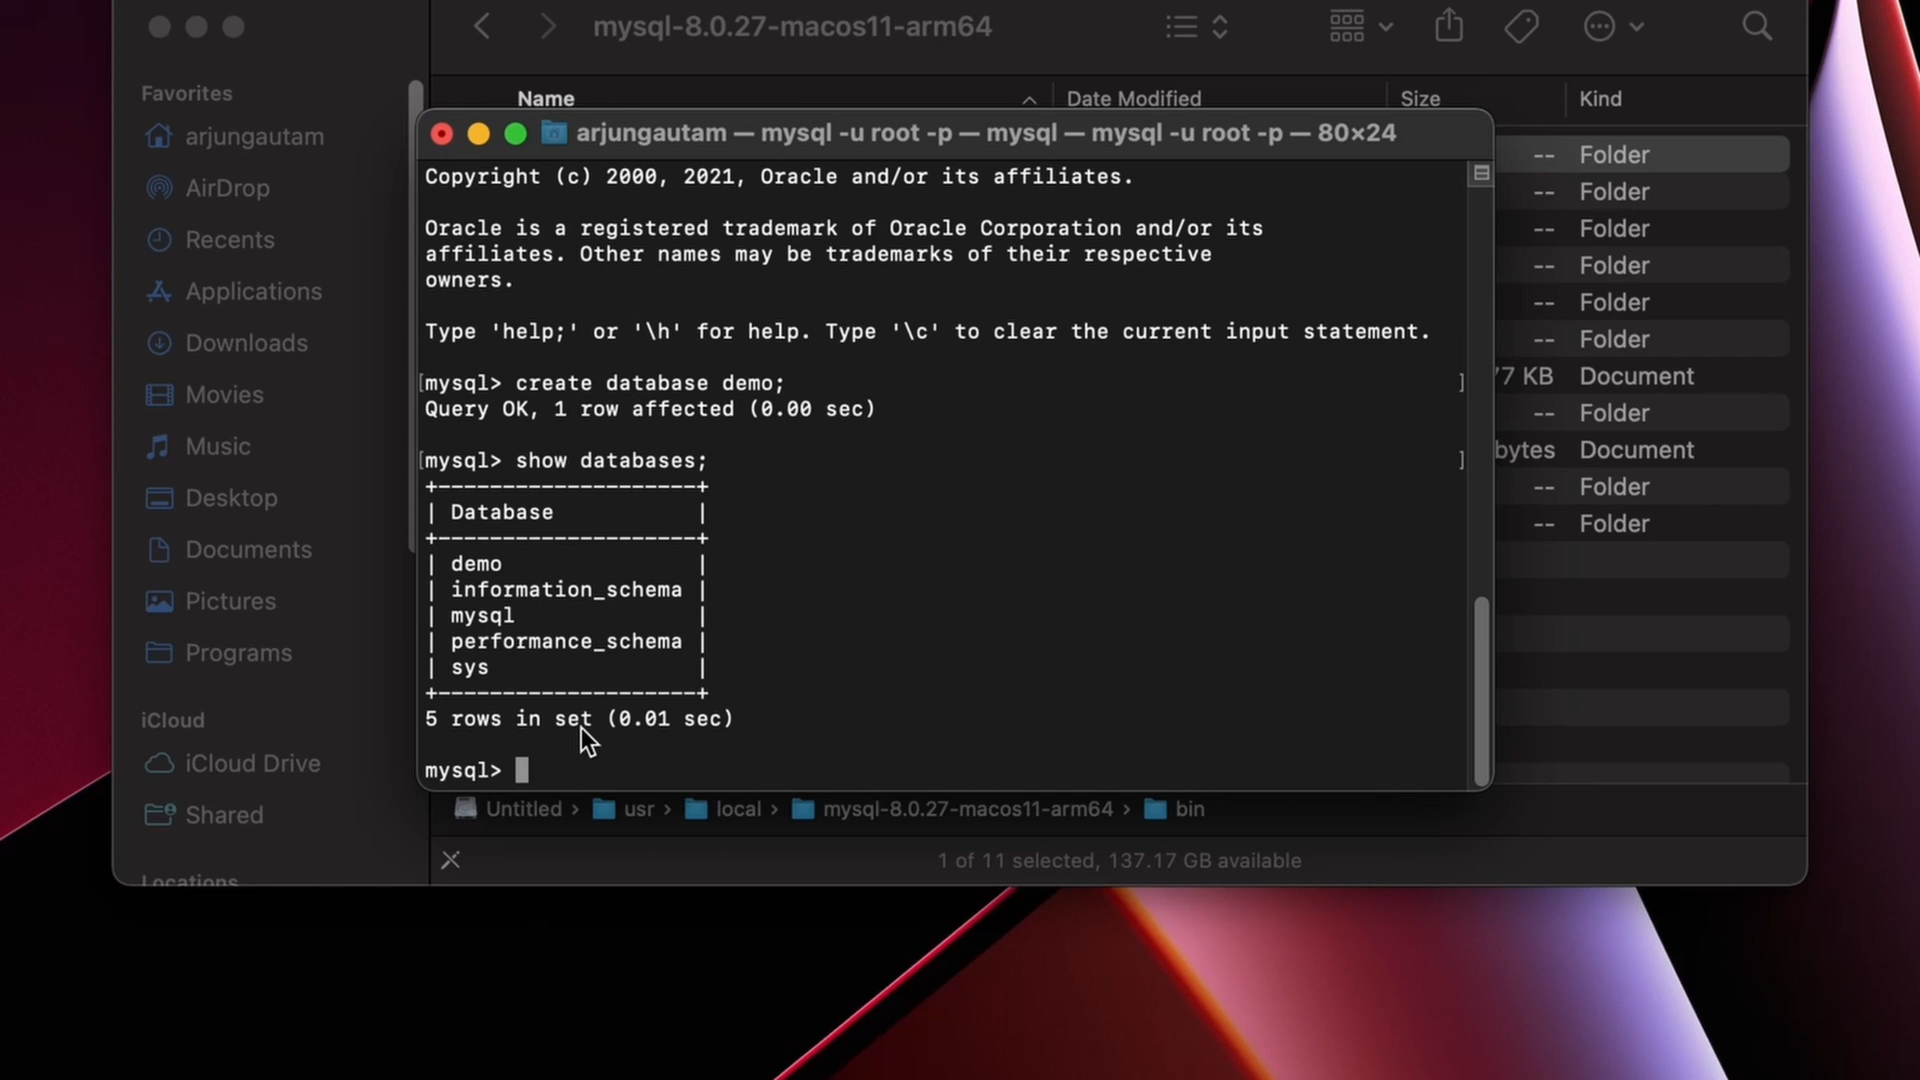 mysql-8.0.27-macos11-arm64
Favorites
arjungautam
AirDrop
Recents
Applications
Downloads
Movies
Music
Desktop
Documents
Pictures
Programs
iCloud
iCloud Drive
Shared
Locations
Name Date Modified Size Kind
arjungautam — mysql -u root -p — mysql — mysql -u root -p — 80×24
Copyright (c) 2000, 2021, Oracle and/or its affiliates.
Oracle is a registered trademark of Oracle Corporation and/or its
affiliates. Other names may be trademarks of their respective
owners.
Type 'help;' or '\h' for help. Type '\c' to clear the current input statement.
[mysql> create database demo; ]
Query OK, 1 row affected (0.00 sec)
[mysql> show databases; ]
+--------------------+
| Database           |
+--------------------+
| demo               |
| information_schema |
| mysql              |
| performance_schema |
| sys                |
+--------------------+
5 rows in set (0.01 sec)
mysql>
-- Folder
-- Folder
-- Folder
-- Folder
-- Folder
-- Folder
KB Document
-- Folder
bytes Document
-- Folder
-- Folder
Untitled › usr › local › mysql-8.0.27-macos11-arm64 › bin
1 of 11 selected, 137.17 GB available